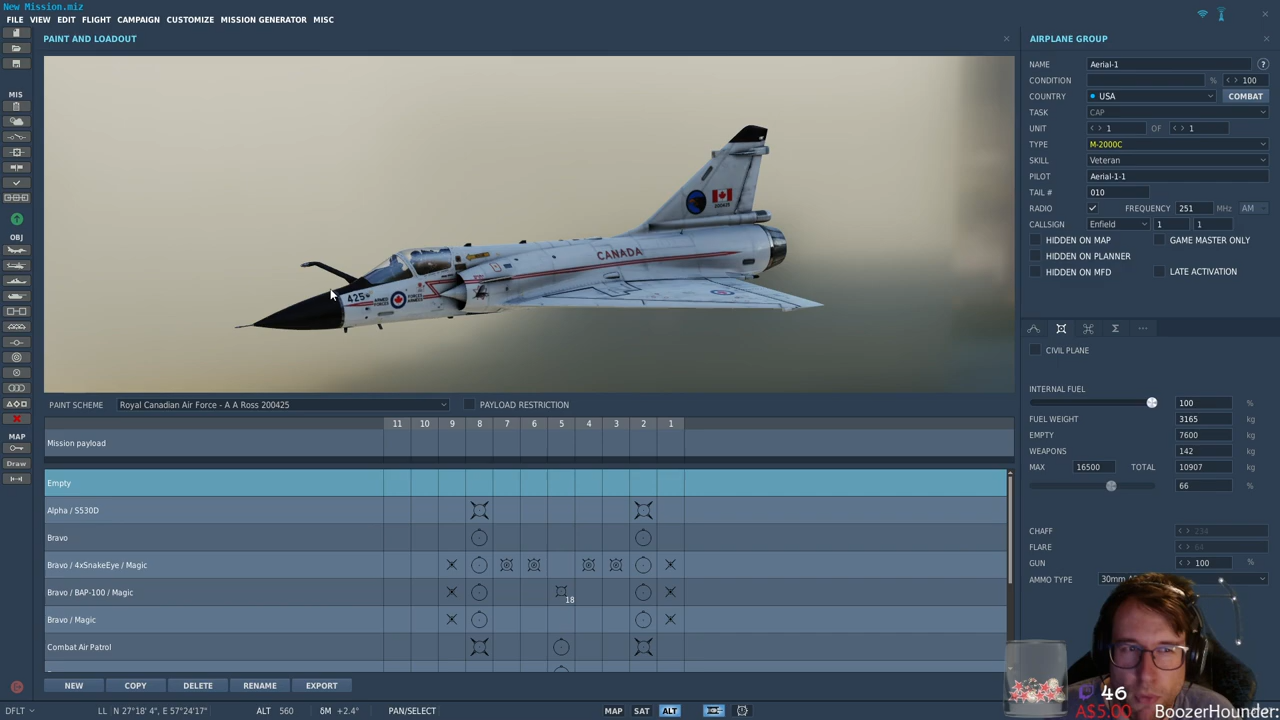 New Mission.miz
FILE VIEW EDIT FLIGHT CAMPAIGN CUSTOMIZE MISSION GENERATOR MISC
PAINT AND LOADOUT
MIS
OBJ
MAP
Draw
CANADA
425
PAINT SCHEME Royal Canadian Air Force - A A Ross 200425 PAYLOAD RESTRICTION
11 10 9 8 7 6 5 4 3 2 1
Mission payload
Empty
Alpha / S530D
Bravo
Bravo / 4xSnakeEye / Magic
Bravo / BAP-100 / Magic 18
Bravo / Magic
Combat Air Patrol
NEW COPY DELETE RENAME EXPORT
AIRPLANE GROUP
NAME Aerial-1 ?
CONDITION % 100
COUNTRY USA COMBAT
TASK CAP
UNIT 1 OF 1
TYPE M-2000C
SKILL Veteran
PILOT Aerial-1-1
TAIL # 010
RADIO FREQUENCY 251 MHz AM
CALLSIGN Enfield 1 1
HIDDEN ON MAP GAME MASTER ONLY
HIDDEN ON PLANNER
HIDDEN ON MFD LATE ACTIVATION
CIVIL PLANE
INTERNAL FUEL
100 %
FUEL WEIGHT 3165 kg
EMPTY 7600 kg
WEAPONS 142 kg
MAX 16500 TOTAL 10907 kg
66 %
CHAFF 234
FLARE 64
GUN 100 %
AMMO TYPE 30mm
46
A$5.00
BoozerHounder:
DFLT LL N 27°18' 4", E 57°24'17" ALT 560 δM +2.4° PAN/SELECT MAP SAT ALT